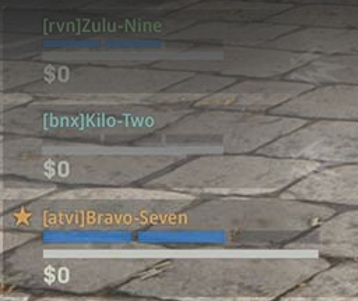 [rvn]Zulu-Nine
$0
[bnx]Kilo-Two
$0
[atvi]Bravo-Seven
$0